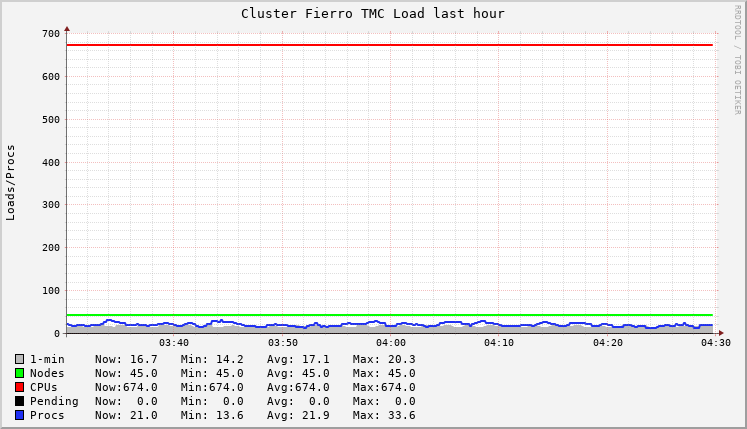 Cluster Fierro TMC Load last hour
RRDTOOL / TOBI OETIKER
Loads/Procs
700
600
500
400
300
200
100
0
03:40 03:50 04:00 04:10 04:20 04:30
1-min Now: 16.7 Min: 14.2 Avg: 17.1 Max: 20.3
Nodes Now: 45.0 Min: 45.0 Avg: 45.0 Max: 45.0
CPUs Now:674.0 Min:674.0 Avg:674.0 Max:674.0
Pending Now: 0.0 Min: 0.0 Avg: 0.0 Max: 0.0
Procs Now: 21.0 Min: 13.6 Avg: 21.9 Max: 33.6